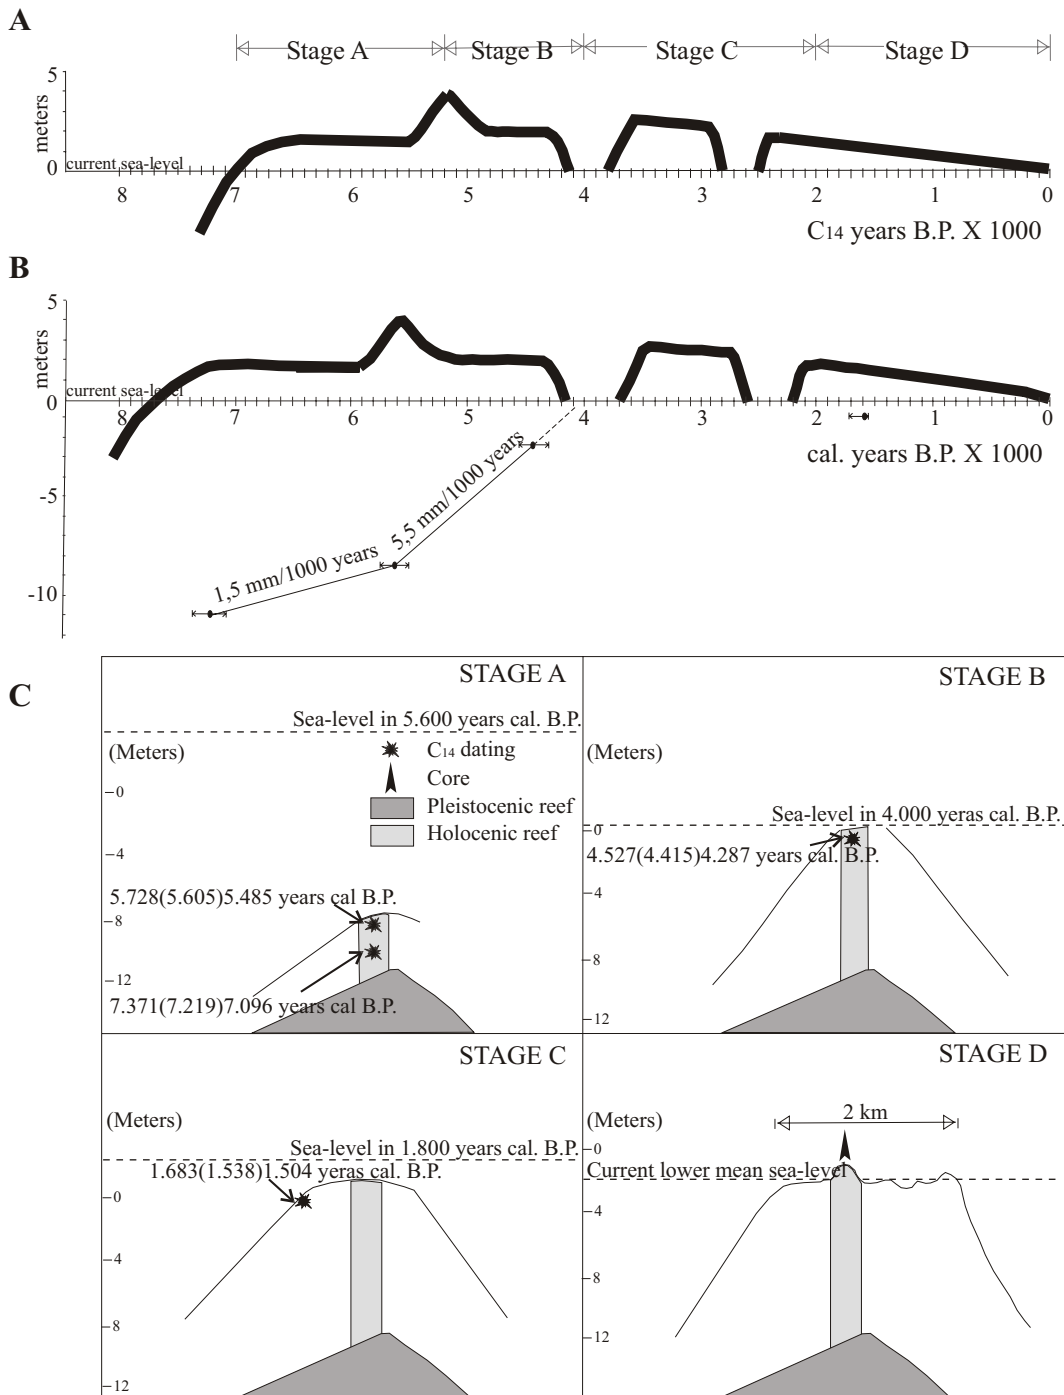 A
Stage A Stage B Stage C Stage D
5
meters
0
current sea-level
8 7 6 5 4 3 2 1 0
C14 years B.P. X 1000
B
5
meters
0
current sea-level
8 7 6 5 4 3 2 1 0
cal. years B.P. X 1000
-5
5,5 mm/1000 years
1,5 mm/1000 years
-10
C
STAGE A
Sea-level in 5.600 years cal. B.P.
(Meters)
C14 dating
Core
Pleistocenic reef
Holocenic reef
0
4
5.728(5.605)5.485 years cal B.P.
8
12
7.371(7.219)7.096 years cal B.P.
STAGE B
(Meters)
Sea-level in 4.000 yeras cal. B.P.
0
4.527(4.415)4.287 years cal. B.P.
4
8
12
STAGE C
(Meters)
Sea-level in 1.800 years cal. B.P.
1.683(1.538)1.504 yeras cal. B.P.
0
4
8
12
STAGE D
2 km
(Meters)
0
Current lower mean sea-level
4
8
12